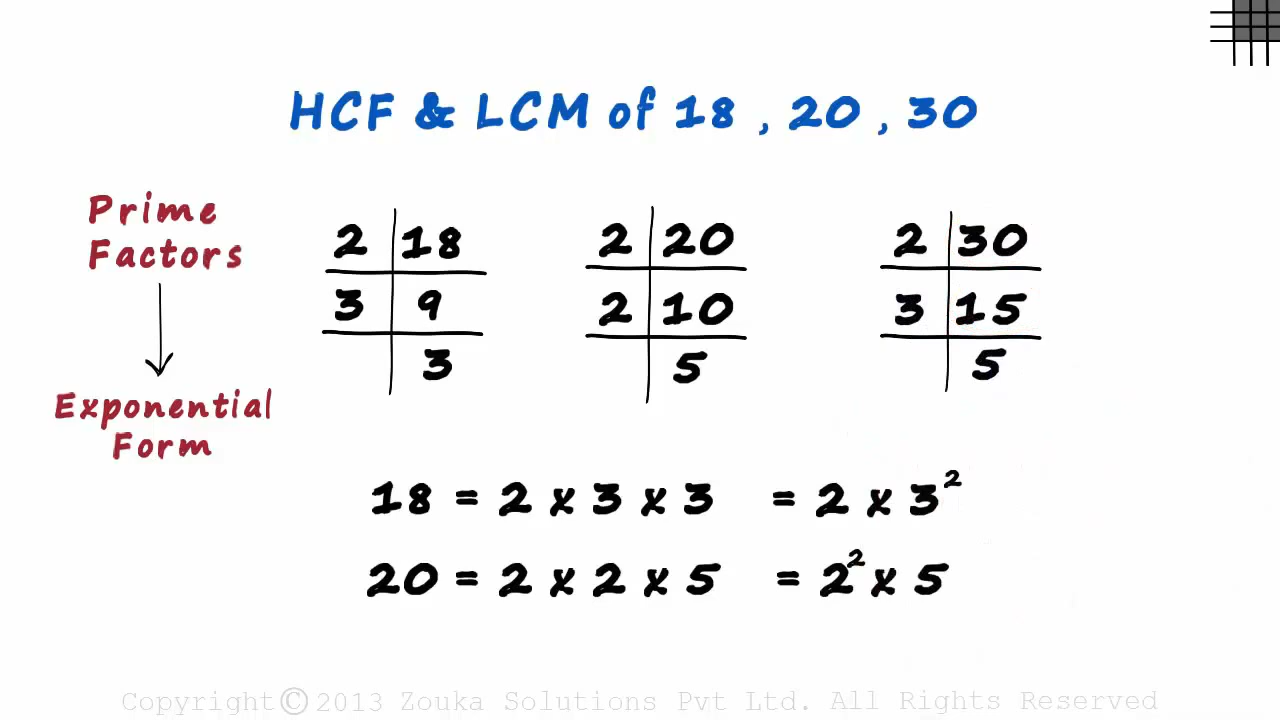 HCF & LCM of 18 , 20 , 30
Prime
Factors
Exponential
Form
2 18
3 9
3
2 20
2 10
5
2 30
3 15
5
18 = 2 x 3 x 3 = 2 x 3²
20 = 2 x 2 x 5 = 2² x 5
Copyright© 2013 Zouka Solutions Pvt Ltd. All Rights Reserved